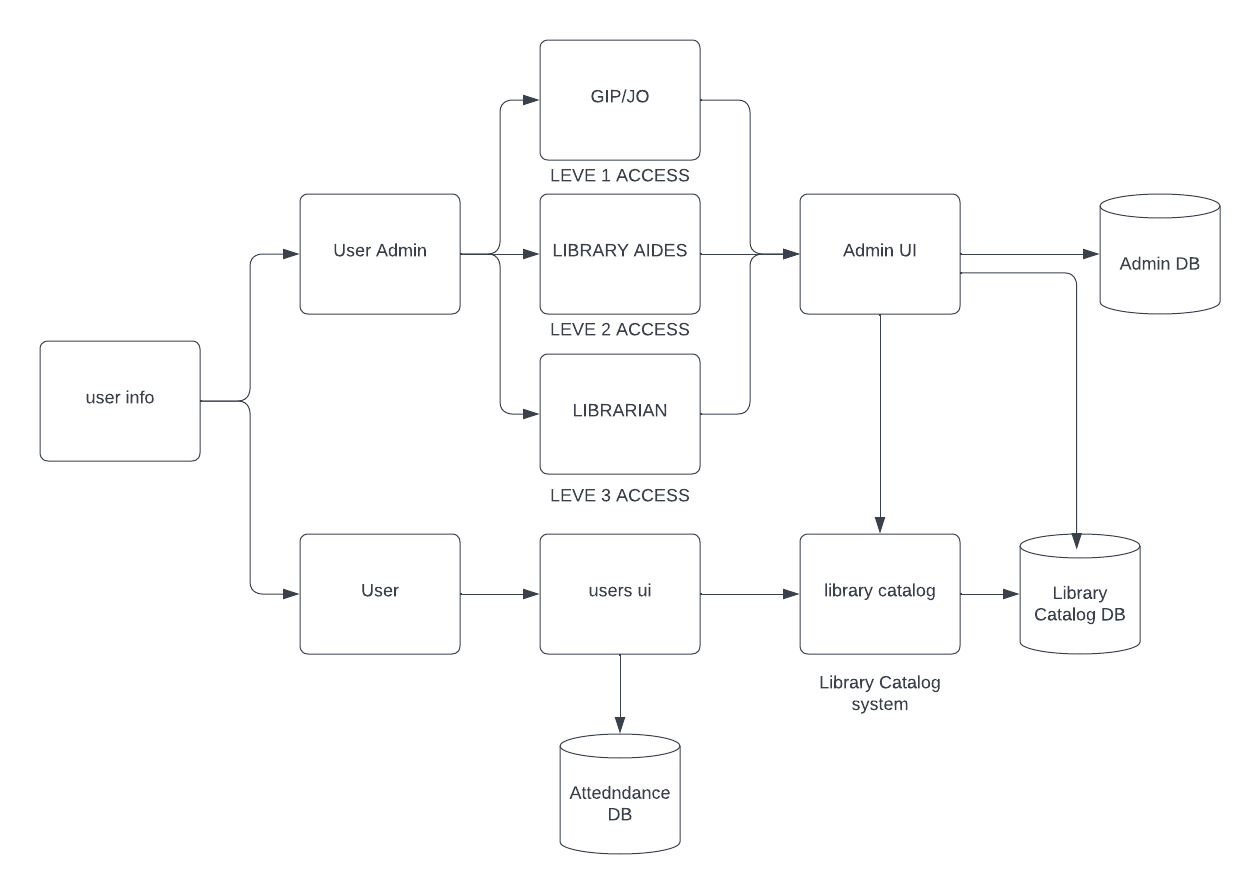 GIP/JO
LEVE 1 ACCESS
User Admin
LIBRARY AIDES
Admin UI
Admin DB
LEVE 2 ACCESS
user info
LIBRARIAN
LEVE 3 ACCESS
User
users ui
library catalog
Library
Catalog DB
Library Catalog
system
Attedndance
DB